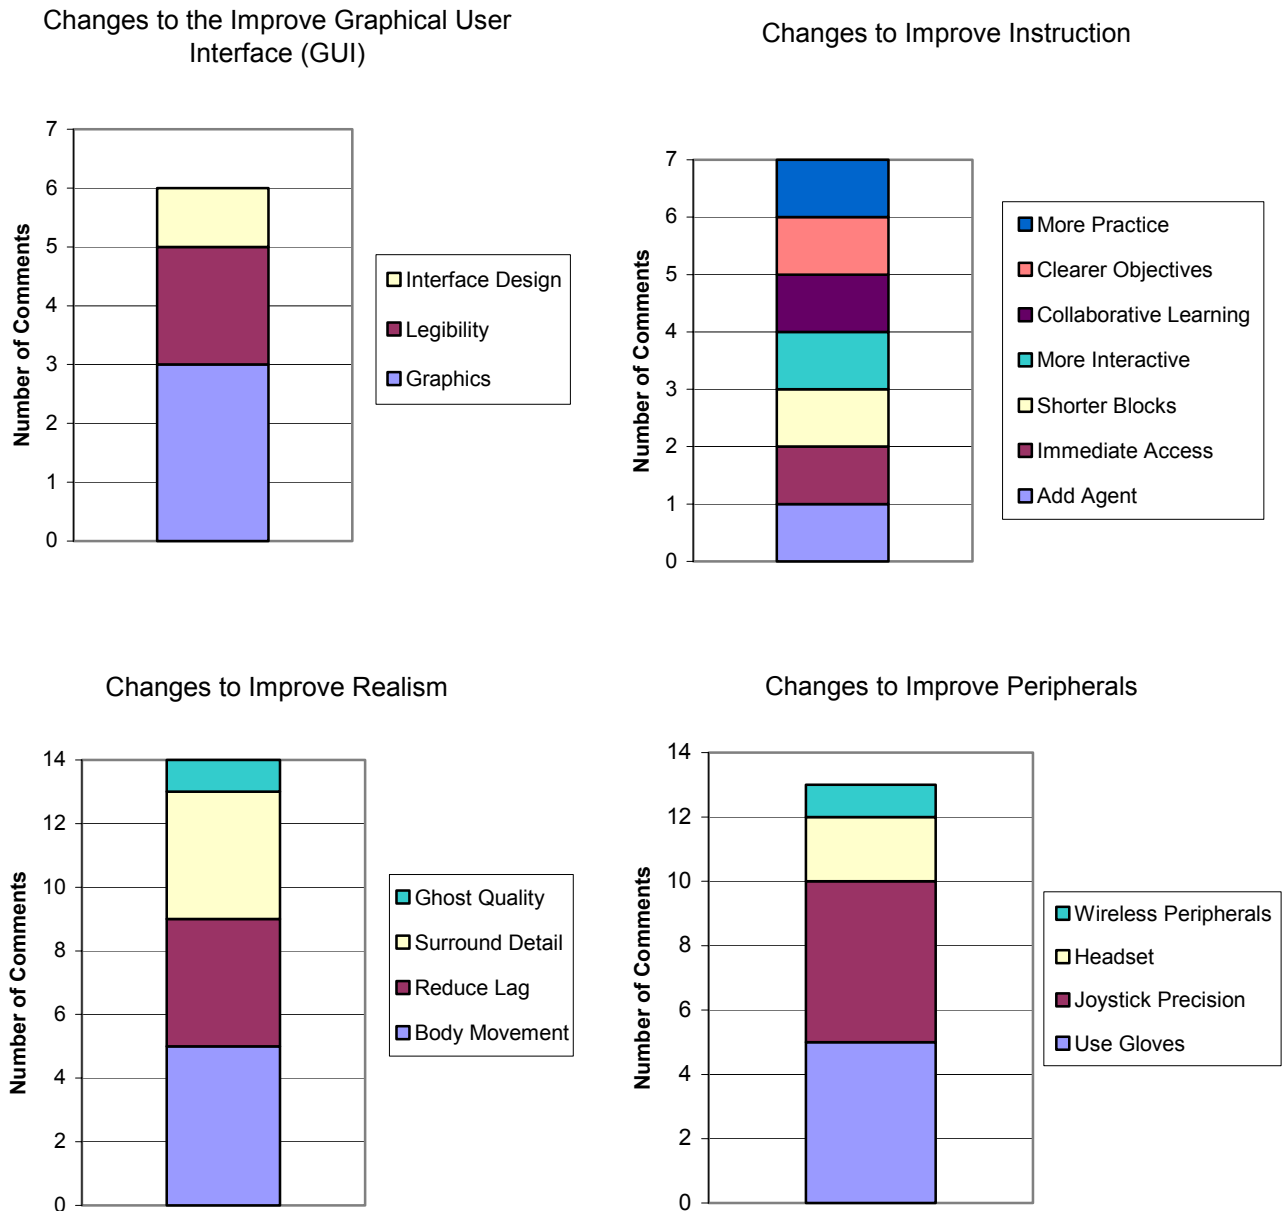 Changes to the Improve Graphical User
Interface (GUI)
7
6
5
4
3
2
1
0
Number of Comments
Interface Design
Legibility
Graphics
Changes to Improve Instruction
7
6
5
4
3
2
1
0
Number of Comments
More Practice
Clearer Objectives
Collaborative Learning
More Interactive
Shorter Blocks
Immediate Access
Add Agent
Changes to Improve Realism
14
12
10
8
6
4
2
0
Number of Comments
Ghost Quality
Surround Detail
Reduce Lag
Body Movement
Changes to Improve Peripherals
14
12
10
8
6
4
2
0
Number of Comments
Wireless Peripherals
Headset
Joystick Precision
Use Gloves